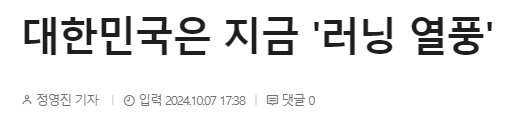 대한민국은 지금 '러닝 열풍'
정영진 기자 | 입력 2024.10.07 17:38 | 댓글 0